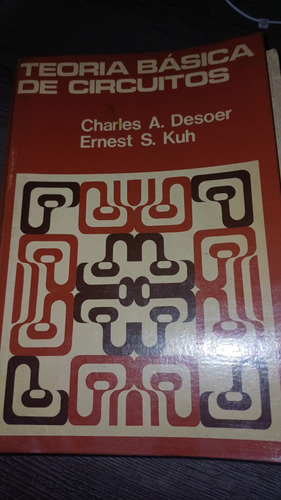 TEORIA BÁSICA
DE CIRCUITOS
Charles A. Desoer
Ernest S. Kuh